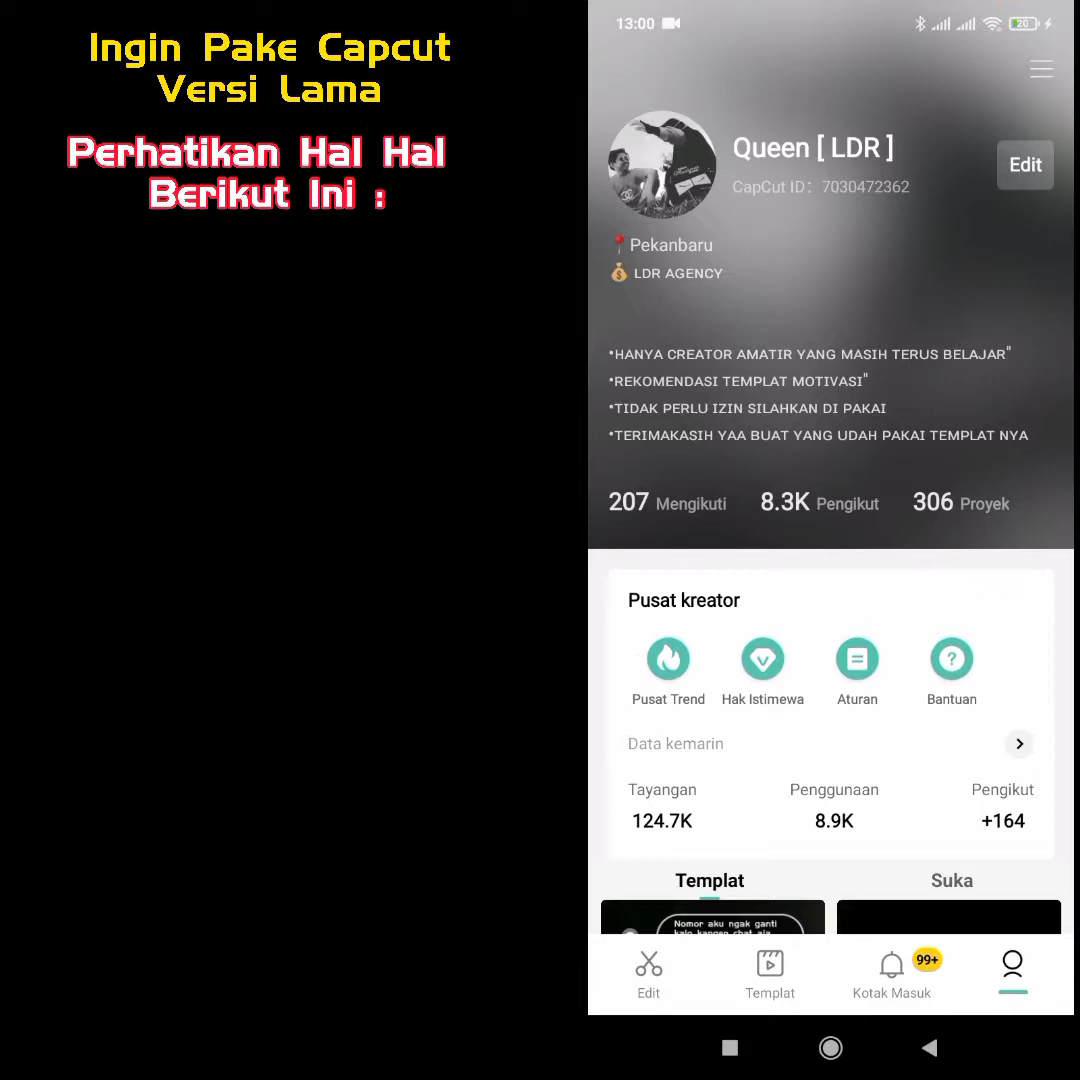 Ingin Pake Capcut
Versi Lama
Perhatikan Hal Hal
Berikut Ini :
13:00
20
Queen [ LDR ]
Edit
CapCut ID: 7030472362
📍Pekanbaru
💰 LDR AGENCY
•HANYA CREATOR AMATIR YANG MASIH TERUS BELAJAR"
•REKOMENDASI TEMPLAT MOTIVASI"
•TIDAK PERLU IZIN SILAHKAN DI PAKAI
•TERIMAKASIH YAA BUAT YANG UDAH PAKAI TEMPLAT NYA
207 Mengikuti 8.3K Pengikut 306 Proyek
Pusat kreator
Pusat Trend Hak Istimewa Aturan Bantuan
Data kemarin
Tayangan Penggunaan Pengikut
124.7K 8.9K +164
Templat Suka
Nomor aku ngak ganti
kalo kangen chat aja
99+
Edit Templat Kotak Masuk